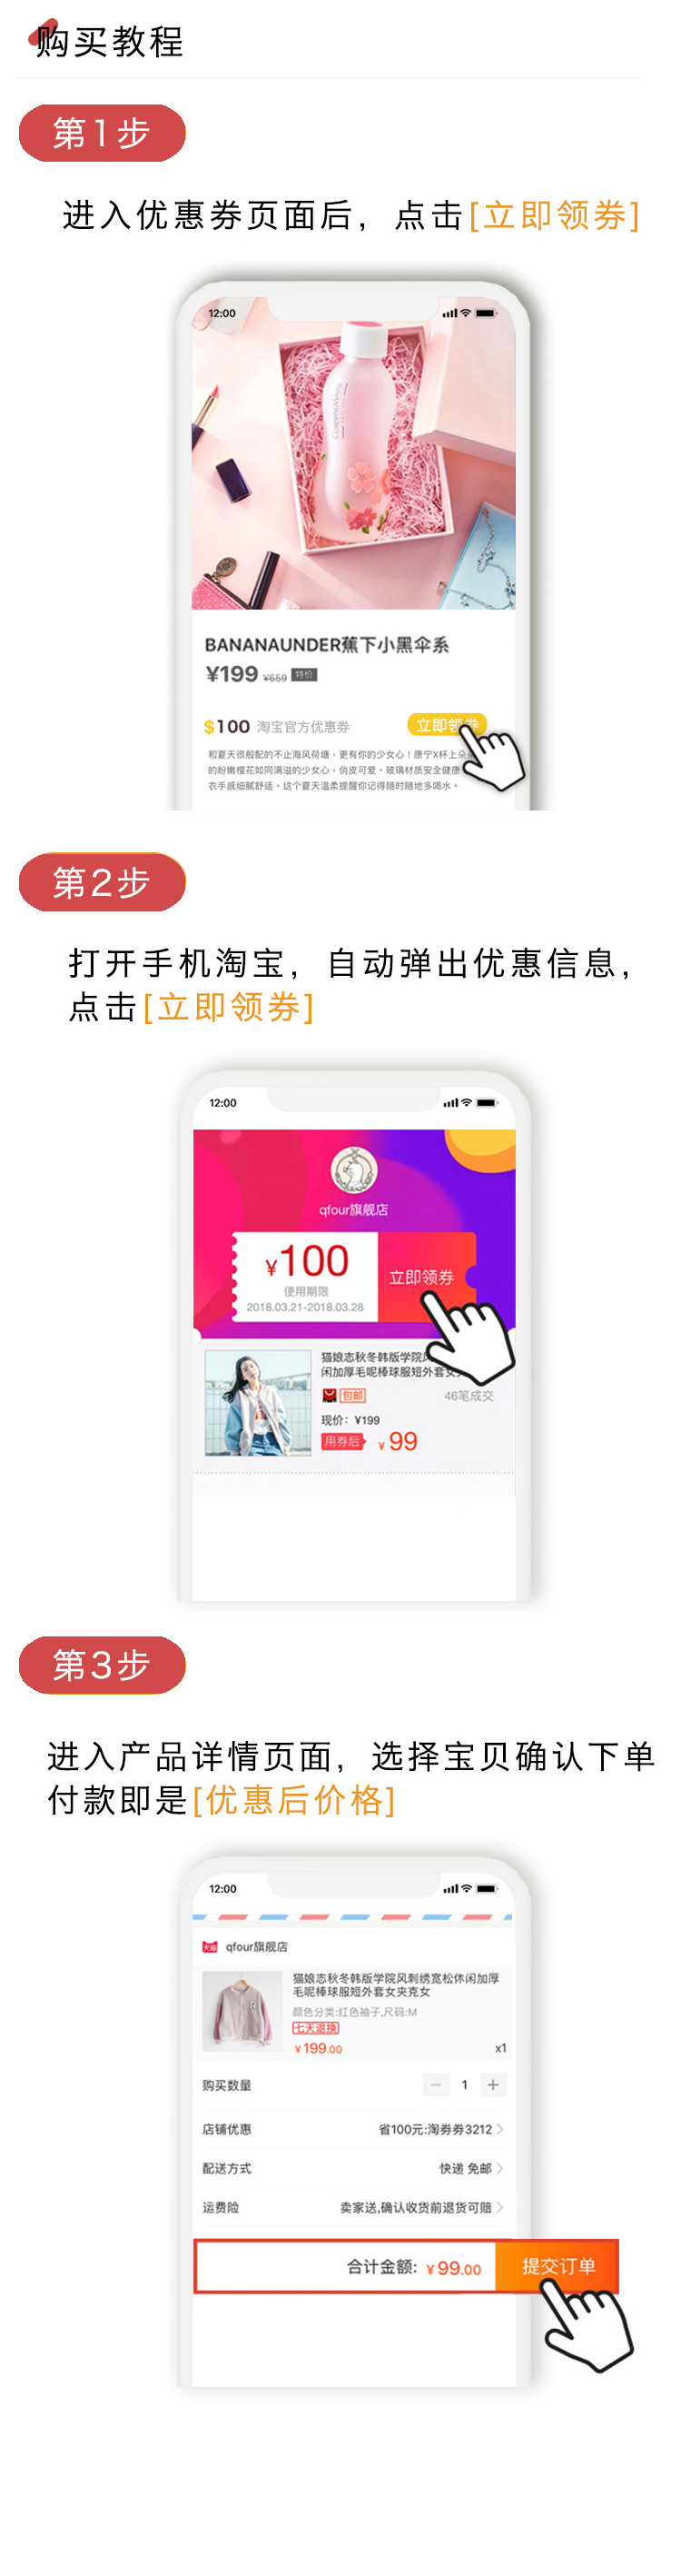 购买教程
第1步
进入优惠券页面后，点击[立即领券]
12:00
BANANAUNDER蕉下小黑伞系
¥199 ¥659 特价
$100 淘宝官方优惠券 立即领券
和夏天很般配的不止海风荷塘，更有你的少女心！康宁X杯上朵朵
的粉嫩樱花如同满溢的少女心，俏皮可爱。玻璃材质安全健康
衣手感细腻舒适。这个夏天温柔提醒你记得随时随地多喝水。
第2步
打开手机淘宝，自动弹出优惠信息，
点击[立即领券]
12:00
qfour旗舰店
¥100
立即领券
使用期限
2018.03.21-2018.03.28
猫娘志秋冬韩版学院风
闲加厚毛呢棒球服短外套女
包邮 46笔成交
现价：¥199
用券后 ¥ 99
第3步
进入产品详情页面，选择宝贝确认下单
付款即是[优惠后价格]
12:00
天猫 qfour旗舰店
猫娘志秋冬韩版学院风刺绣宽松休闲加厚
毛呢棒球服短外套女夹克女
颜色分类:红色袖子,尺码:M
七天退换
¥199.00 x1
购买数量 − 1 +
店铺优惠 省100元:淘券券3212 >
配送方式 快递 免邮 >
运费险 卖家送,确认收货前退货可赔 >
合计金额: ¥99.00 提交订单